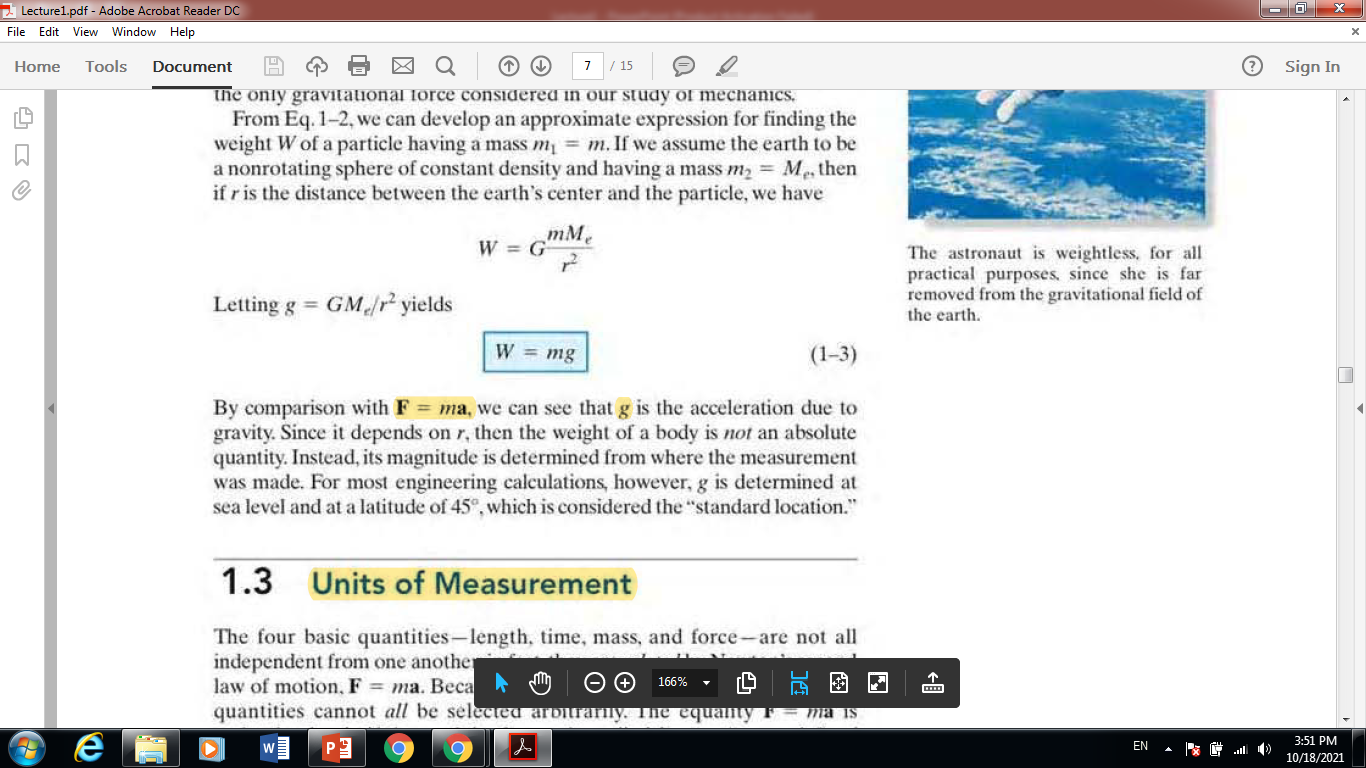 Lecture1.pdf - Adobe Acrobat Reader DC
File Edit View Window Help
Home Tools Document 7 / 15 Sign In
the only gravitational force considered in our study of mechanics.
From Eq. 1–2, we can develop an approximate expression for finding the
weight W of a particle having a mass m₁ = m. If we assume the earth to be
a nonrotating sphere of constant density and having a mass m₂ = Mₑ, then
if r is the distance between the earth's center and the particle, we have
W = G mMₑ / r²
Letting g = GMₑ/r² yields
W = mg (1–3)
By comparison with F = ma, we can see that g is the acceleration due to
gravity. Since it depends on r, then the weight of a body is not an absolute
quantity. Instead, its magnitude is determined from where the measurement
was made. For most engineering calculations, however, g is determined at
sea level and at a latitude of 45°, which is considered the “standard location.”
The astronaut is weightless, for all
practical purposes, since she is far
removed from the gravitational field of
the earth.
1.3 Units of Measurement
The four basic quantities—length, time, mass, and force—are not all
independent from one another
law of motion, F = ma. Beca
quantities cannot all be selected arbitrarily. The equality F = ma is
166%
EN 3:51 PM
10/18/2021